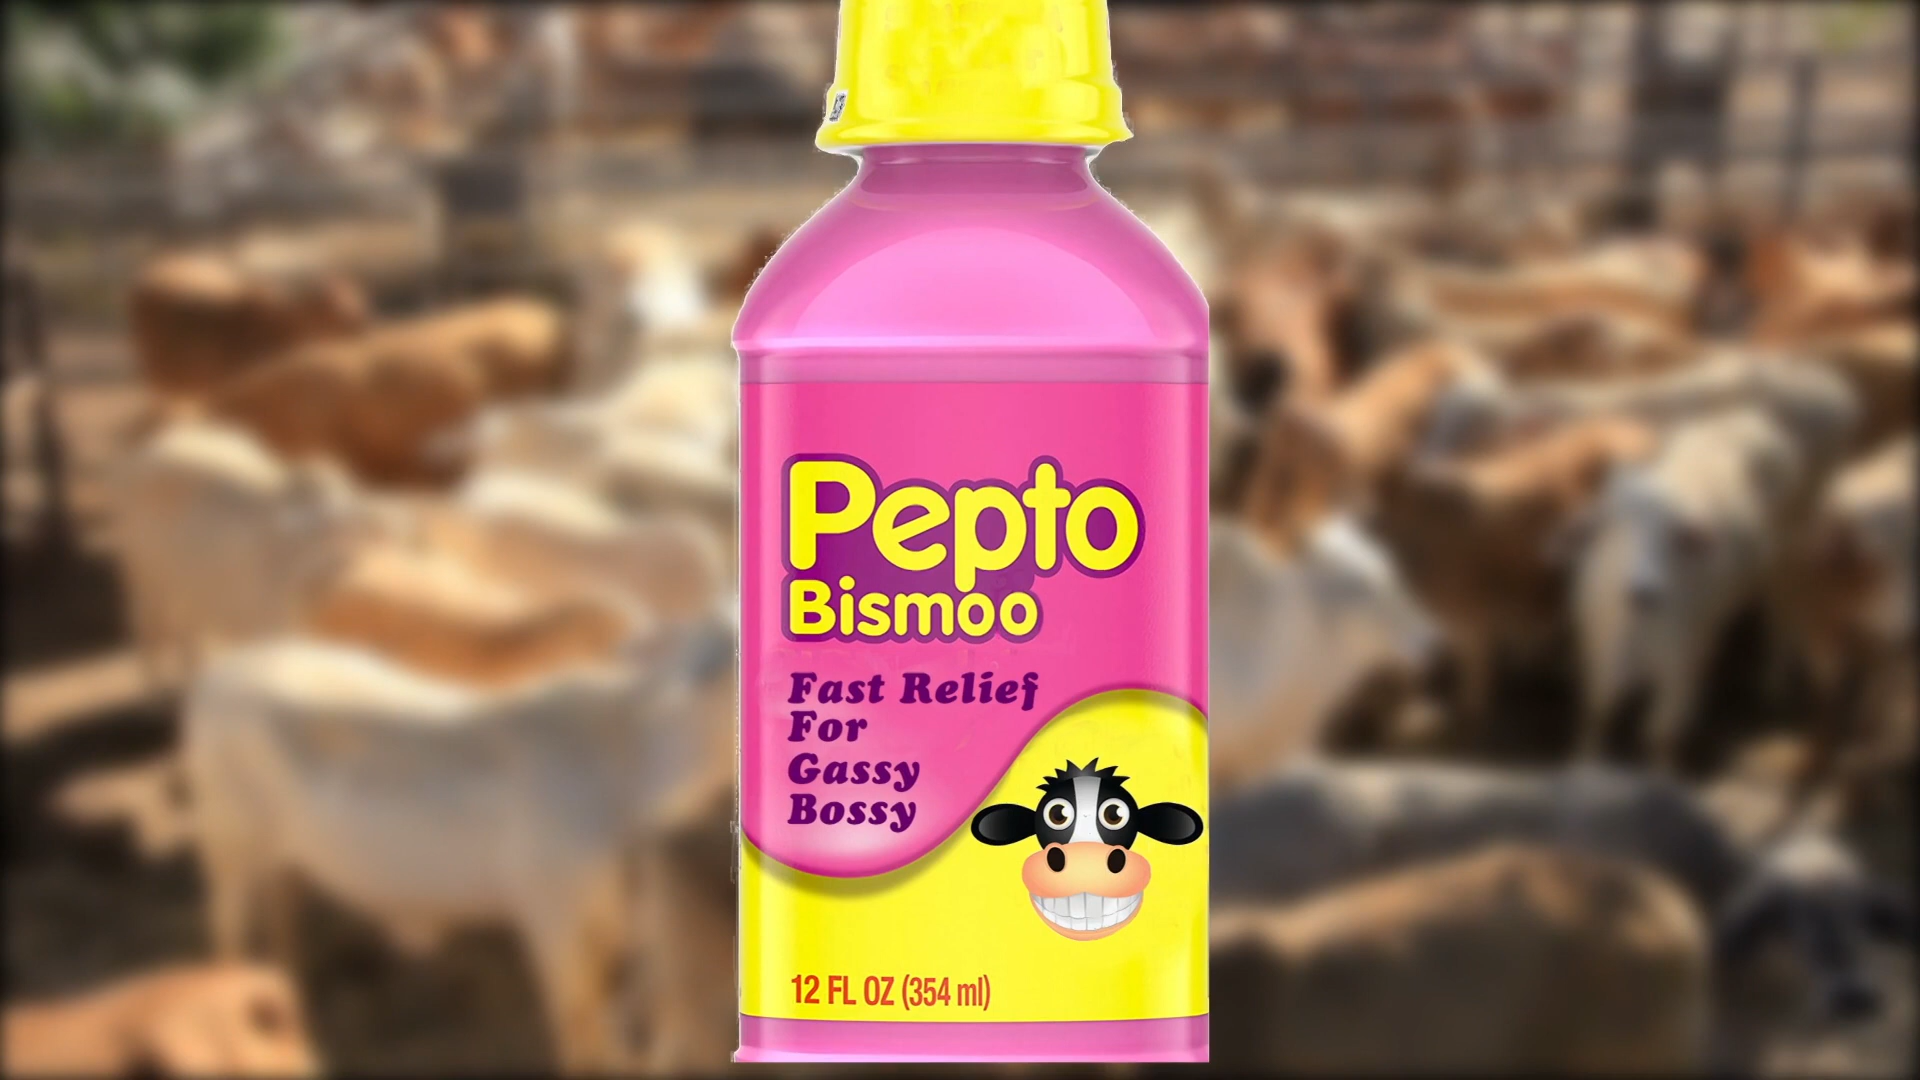 Pepto
Bismoo
Fast Relief
For
Gassy
Bossy
12 FL OZ (354 ml)